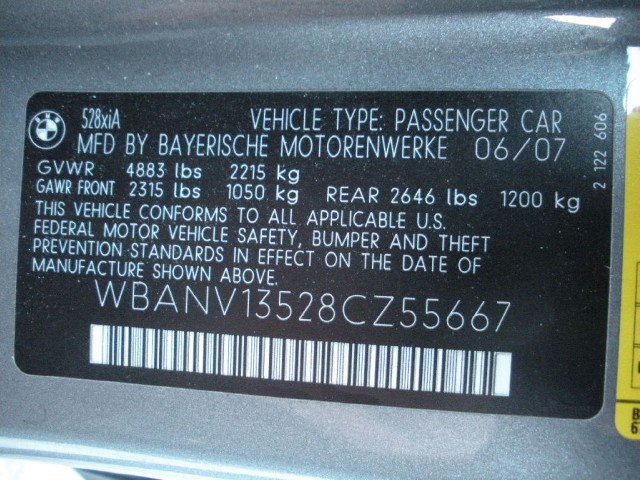 528xiA VEHICLE TYPE: PASSENGER CAR
MFD BY BAYERISCHE MOTORENWERKE 06/07
GVWR 4883 lbs 2215 kg
GAWR FRONT 2315 lbs 1050 kg REAR 2646 lbs 1200 kg
THIS VEHICLE CONFORMS TO ALL APPLICABLE U.S.
FEDERAL MOTOR VEHICLE SAFETY, BUMPER AND THEFT
PREVENTION STANDARDS IN EFFECT ON THE DATE OF
MANUFACTURE SHOWN ABOVE.
WBANV13528CZ55667
2 122 606